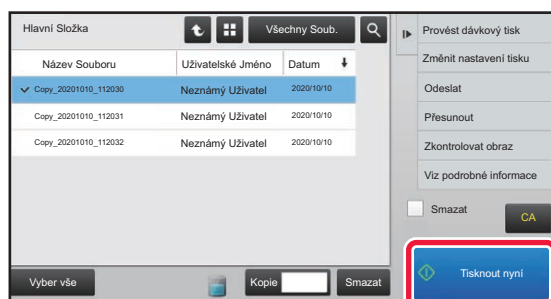 Hlavní Složka
Všechny Soub.
Název Souboru Uživatelské Jméno Datum
Copy_20201010_112030 Neznámý Uživatel 2020/10/10
Copy_20201010_112031 Neznámý Uživatel 2020/10/10
Copy_20201010_112032 Neznámý Uživatel 2020/10/10
Vyber vše
Kopie
Smazat
Provést dávkový tisk
Změnit nastavení tisku
Odeslat
Přesunout
Zkontrolovat obraz
Viz podrobné informace
Smazat
CA
Tisknout nyní